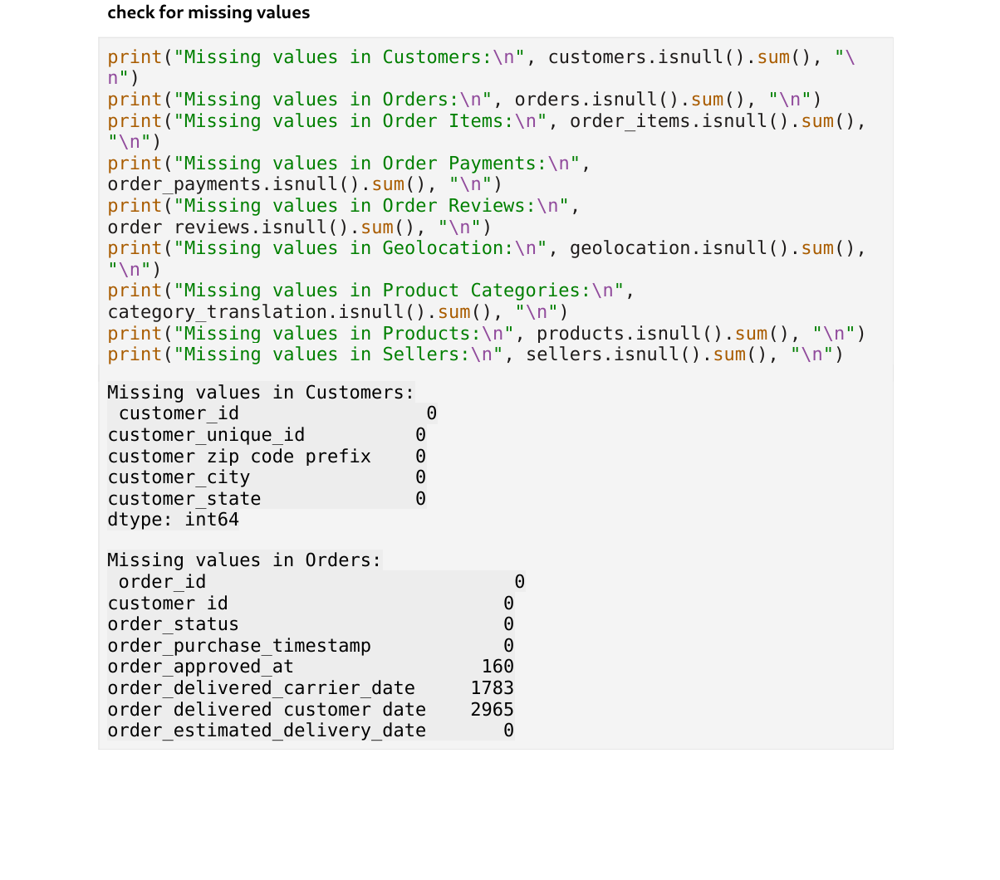 check for missing values
print("Missing values in Customers:\n", customers.isnull().sum(), "\
n")
print("Missing values in Orders:\n", orders.isnull().sum(), "\n")
print("Missing values in Order Items:\n", order_items.isnull().sum(),
"\n")
print("Missing values in Order Payments:\n",
order_payments.isnull().sum(), "\n")
print("Missing values in Order Reviews:\n",
order reviews.isnull().sum(), "\n")
print("Missing values in Geolocation:\n", geolocation.isnull().sum(),
"\n")
print("Missing values in Product Categories:\n",
category_translation.isnull().sum(), "\n")
print("Missing values in Products:\n", products.isnull().sum(), "\n")
print("Missing values in Sellers:\n", sellers.isnull().sum(), "\n")
Missing values in Customers:
 customer_id                 0
customer_unique_id          0
customer zip code prefix    0
customer_city               0
customer_state              0
dtype: int64
Missing values in Orders:
 order_id                            0
customer id                         0
order_status                        0
order_purchase_timestamp            0
order_approved_at                 160
order_delivered_carrier_date     1783
order delivered customer date    2965
order_estimated_delivery_date       0